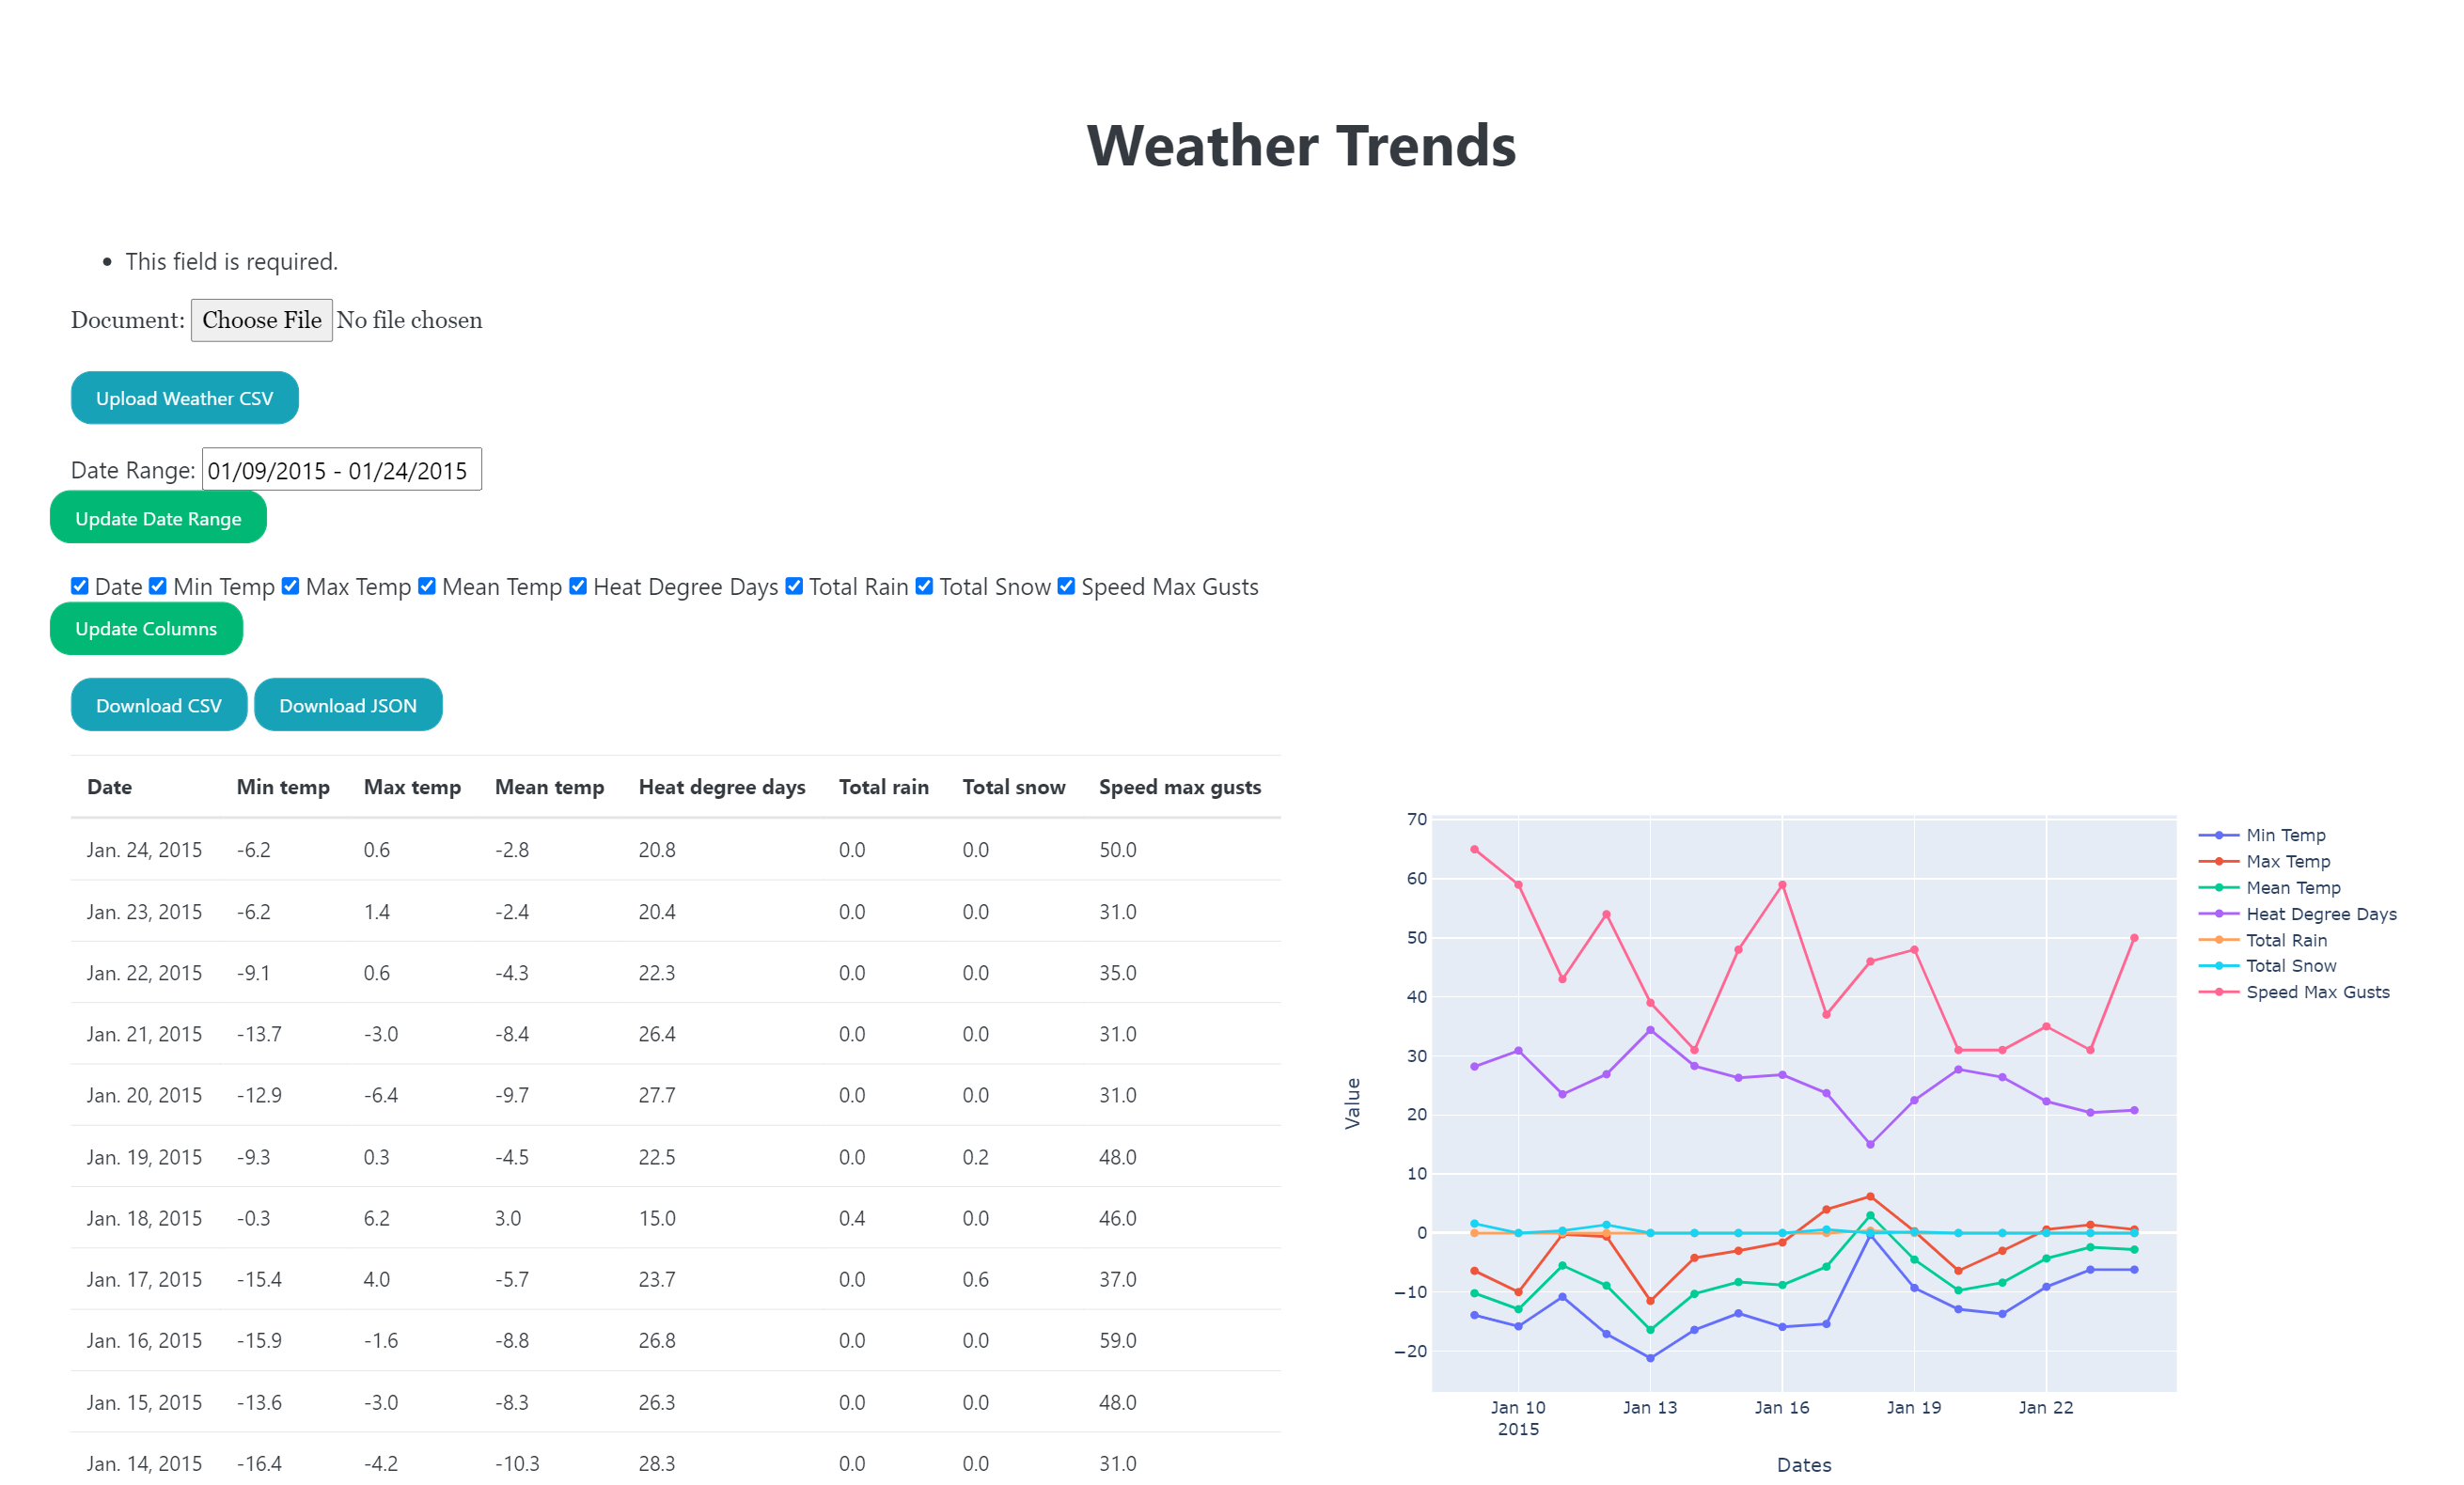 Weather Trends
This field is required.
Document: Choose File No file chosen
Upload Weather CSV
Date Range: 01/09/2015 - 01/24/2015
Update Date Range
Date Min Temp Max Temp Mean Temp Heat Degree Days Total Rain Total Snow Speed Max Gusts
Update Columns
Download CSV Download JSON
Date Min temp Max temp Mean temp Heat degree days Total rain Total snow Speed max gusts
Jan. 24, 2015 -6.2 0.6 -2.8 20.8 0.0 0.0 50.0
Jan. 23, 2015 -6.2 1.4 -2.4 20.4 0.0 0.0 31.0
Jan. 22, 2015 -9.1 0.6 -4.3 22.3 0.0 0.0 35.0
Jan. 21, 2015 -13.7 -3.0 -8.4 26.4 0.0 0.0 31.0
Jan. 20, 2015 -12.9 -6.4 -9.7 27.7 0.0 0.0 31.0
Jan. 19, 2015 -9.3 0.3 -4.5 22.5 0.0 0.2 48.0
Jan. 18, 2015 -0.3 6.2 3.0 15.0 0.4 0.0 46.0
Jan. 17, 2015 -15.4 4.0 -5.7 23.7 0.0 0.6 37.0
Jan. 16, 2015 -15.9 -1.6 -8.8 26.8 0.0 0.0 59.0
Jan. 15, 2015 -13.6 -3.0 -8.3 26.3 0.0 0.0 48.0
Jan. 14, 2015 -16.4 -4.2 -10.3 28.3 0.0 0.0 31.0
70
60
50
40
30
20
10
0
−10
−20
Value
Jan 10 Jan 13 Jan 16 Jan 19 Jan 22
2015
Dates
Min Temp
Max Temp
Mean Temp
Heat Degree Days
Total Rain
Total Snow
Speed Max Gusts